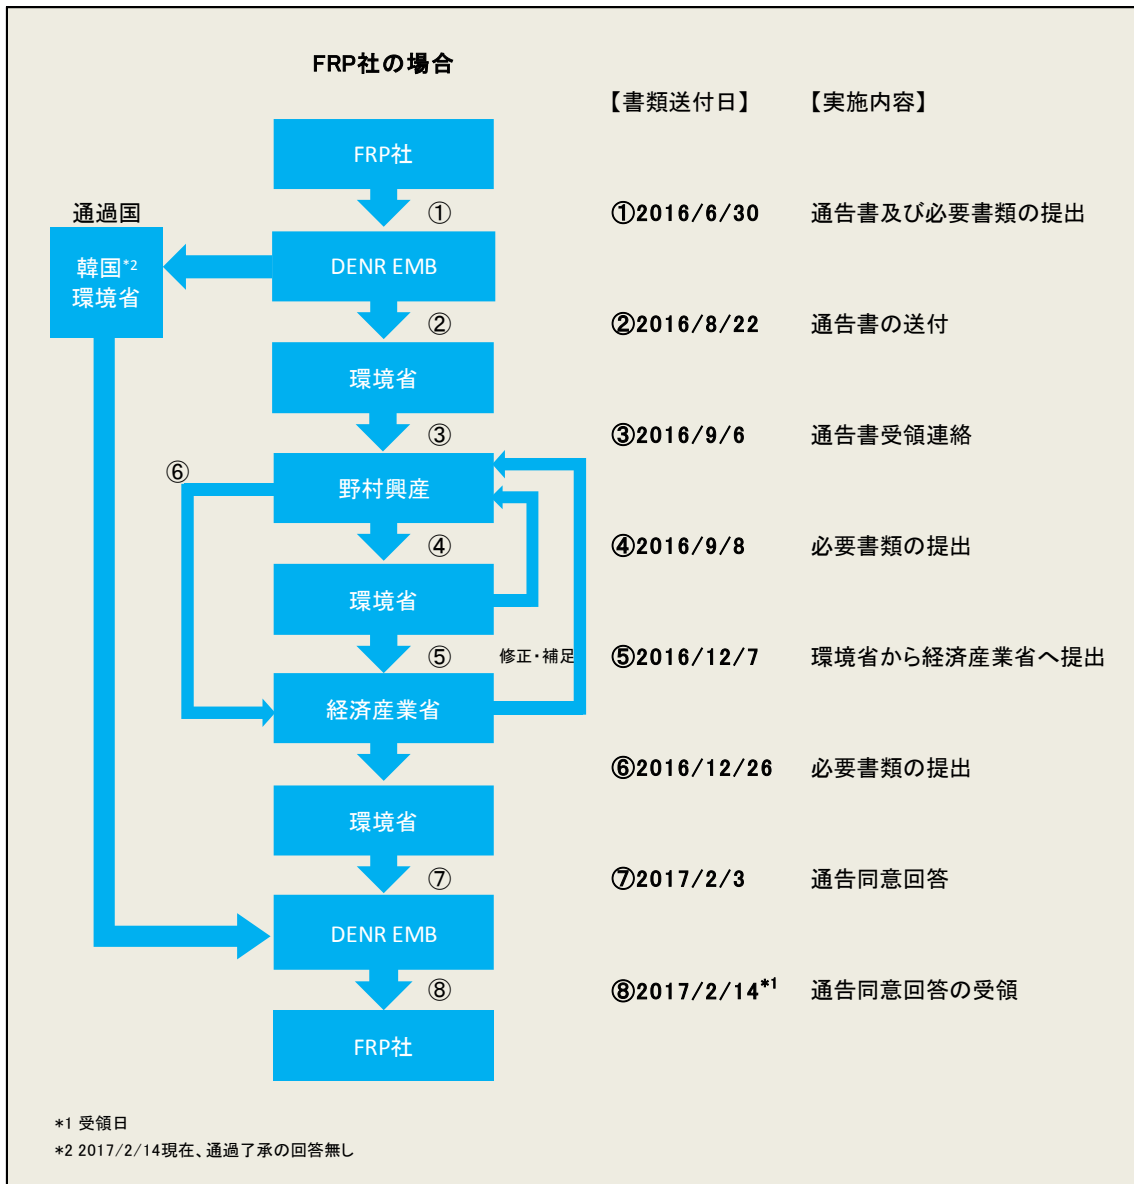 FRP社の場合
【書類送付日】 【実施内容】
FRP社
通過国
① ①2016/6/30 通告書及び必要書類の提出
韓国*2
環境省
DENR EMB
② ②2016/8/22 通告書の送付
環境省
③ ③2016/9/6 通告書受領連絡
⑥
野村興産
④ ④2016/9/8 必要書類の提出
環境省
⑤ 修正・補足 ⑤2016/12/7 環境省から経済産業省へ提出
経済産業省
⑥2016/12/26 必要書類の提出
環境省
⑦ ⑦2017/2/3 通告同意回答
DENR EMB
⑧ ⑧2017/2/14*1 通告同意回答の受領
FRP社
*1 受領日
*2 2017/2/14現在、通過了承の回答無し